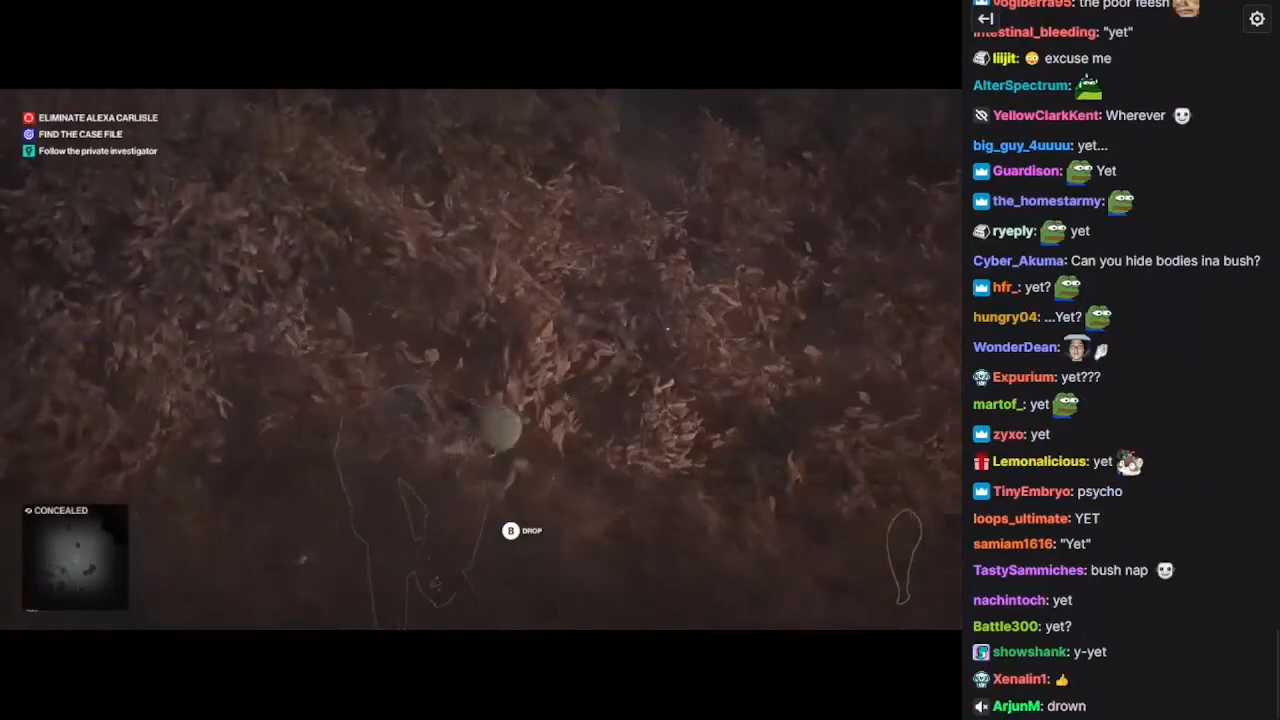 ELIMINATE ALEXA CARLISLE
FIND THE CASE FILE
Follow the private investigator
CONCEALED
B DROP
yogiberra95: the poor feesh
intestinal_bleeding: "yet"
liijit: 😳 excuse me
AlterSpectrum:
YellowClarkKent: Wherever
big_guy_4uuuu: yet...
Guardison: Yet
the_homestarmy:
ryeply: yet
Cyber_Akuma: Can you hide bodies ina bush?
hfr_: yet?
hungry04: ...Yet?
WonderDean:
Expurium: yet???
martof_: yet
zyxo: yet
Lemonalicious: yet
TinyEmbryo: psycho
loops_ultimate: YET
samiam1616: "Yet"
TastySammiches: bush nap
nachintoch: yet
Battle300: yet?
showshank: y-yet
Xenalin1: 👍
ArjunM: drown